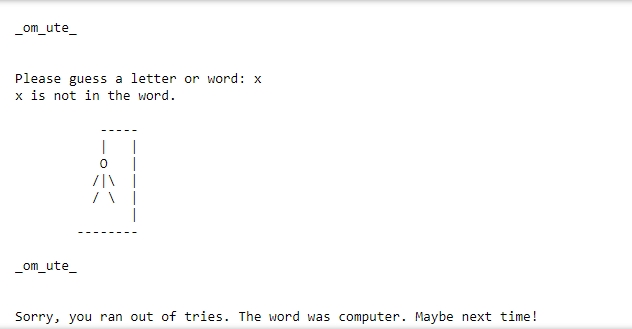 _om_ute_
Please guess a letter or word: x
x is not in the word.
-----
|   |
O   |
/|\  |
/ \  |
|
--------
_om_ute_
Sorry, you ran out of tries. The word was computer. Maybe next time!